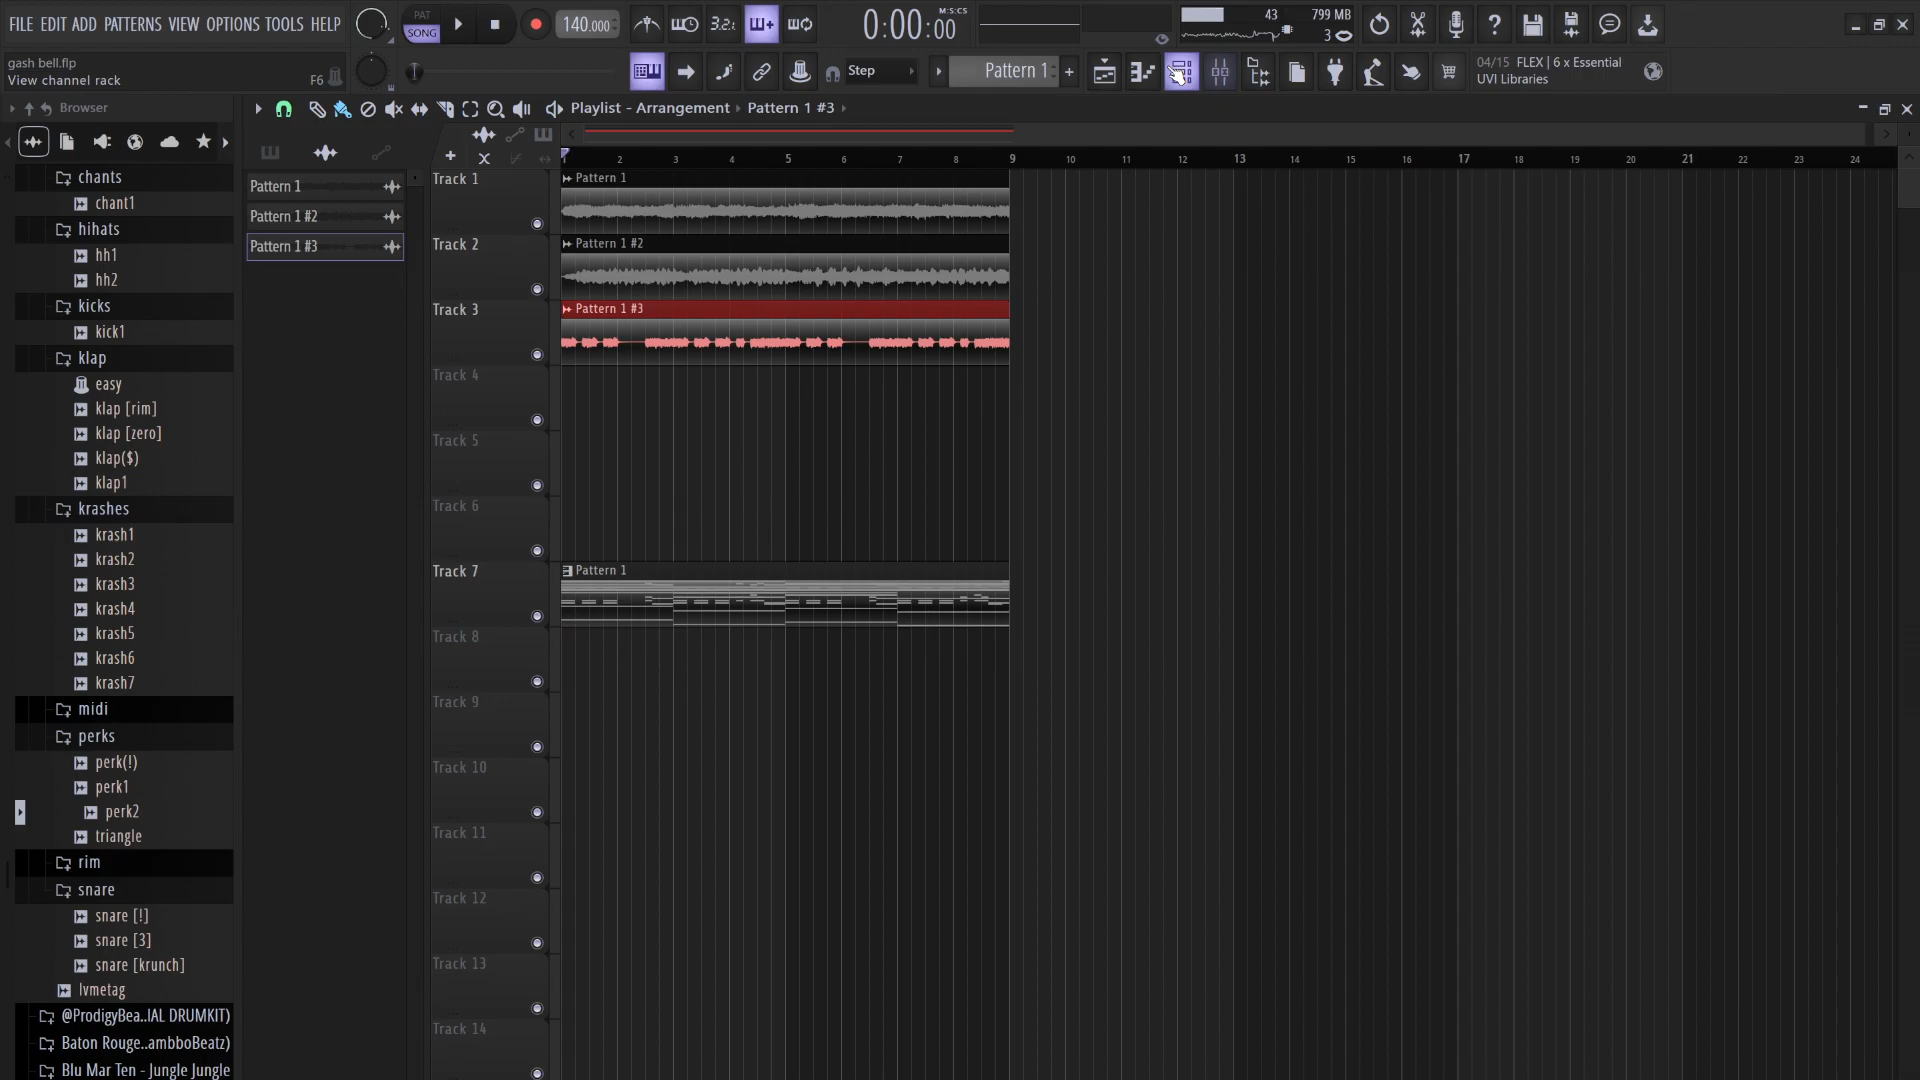 FILE EDIT ADD PATTERNS VIEW OPTIONS TOOLS HELP
PAT
SONG
140.000
3.2.
0:00:00
M:S:CS
43
799 MB
3
gash bell.flp
View channel rack
F6
Step
Pattern 1
+
04/15 FLEX | 6 x Essential
UVI Libraries
Browser
Playlist - Arrangement
Pattern 1 #3
chants
chant1
hihats
hh1
hh2
kicks
kick1
klap
easy
klap [rim]
klap [zero]
klap($)
klap1
krashes
krash1
krash2
krash3
krash4
krash5
krash6
krash7
midi
perks
perk(!)
perk1
perk2
triangle
rim
snare
snare [!]
snare [3]
snare [krunch]
lvmetag
@ProdigyBea..IAL DRUMKIT)
Baton Rouge..ambboBeatz)
Blu Mar Ten - Jungle Jungle
Pattern 1
Pattern 1 #2
Pattern 1 #3
1 2 3 4 5 6 7 8 9 10 11 12 13 14 15 16 17 18 19 20 21 22 23 24
Track 1
Pattern 1
Track 2
Pattern 1 #2
Track 3
Pattern 1 #3
Track 4
Track 5
Track 6
Track 7
Pattern 1
Track 8
Track 9
Track 10
Track 11
Track 12
Track 13
Track 14